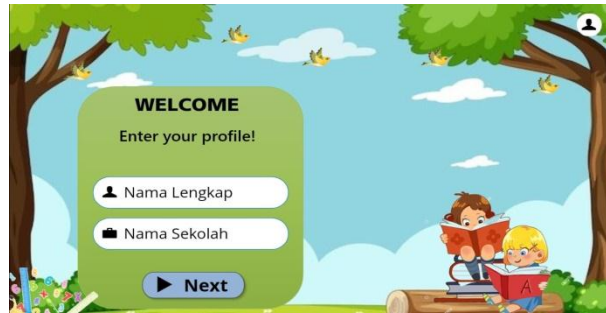 WELCOME
Enter your profile!
Nama Lengkap
Nama Sekolah
Next
A